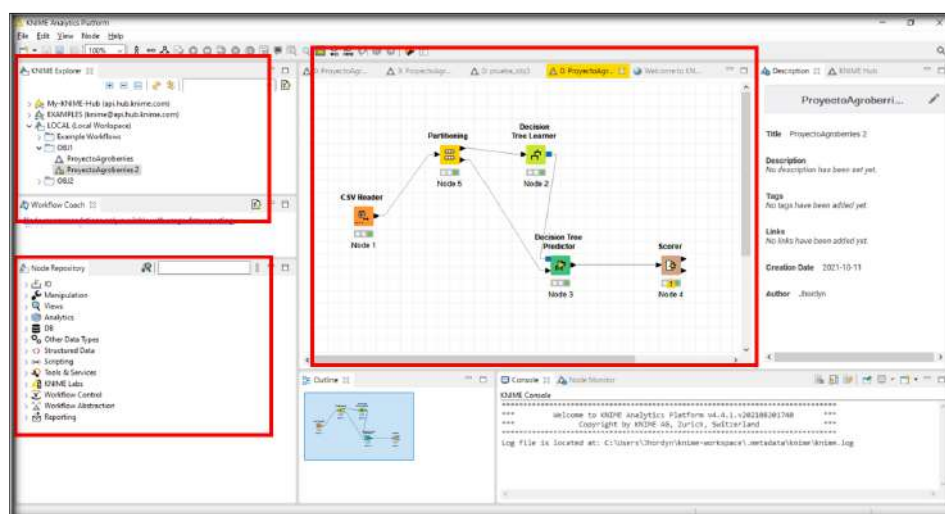 KNIME Analytics Platform
File Edit View Node Help
100%
KNIME Explorer
My-KNIME-Hub (api.hub.knime.com)
EXAMPLES (knime@api.hub.knime.com)
LOCAL (Local Workspace)
Example Workflows
OBJ1
ProyectoAgroberries
ProyectoAgroberries 2
OBJ2
Workflow Coach
Node Repository
IO
Manipulation
Views
Analytics
DB
Other Data Types
Structured Data
Scripting
Tools & Services
KNIME Labs
Workflow Control
Workflow Abstraction
Reporting
Welcome to KN...
Partitioning
Node 5
Decision
Tree Learner
Node 2
CSV Reader
Node 1
Decision Tree
Predictor
Node 3
Scorer
Node 4
Outline
Console
Node Monitor
KNIME Console
*** Welcome to KNIME Analytics Platform v4.4.1.v202108201740 ***
*** Copyright by KNIME AG, Zurich, Switzerland ***
Log file is located at: C:\Users\Jhordyn\knime-workspace\.metadata\knime\knime.log
Description
KNIME Hub
ProyectoAgroberri...
Title ProyectoAgroberries 2
Description
No description has been set yet.
Tags
No tags have been added yet.
Links
No links have been added yet.
Creation Date 2021-10-11
Author Jhordyn